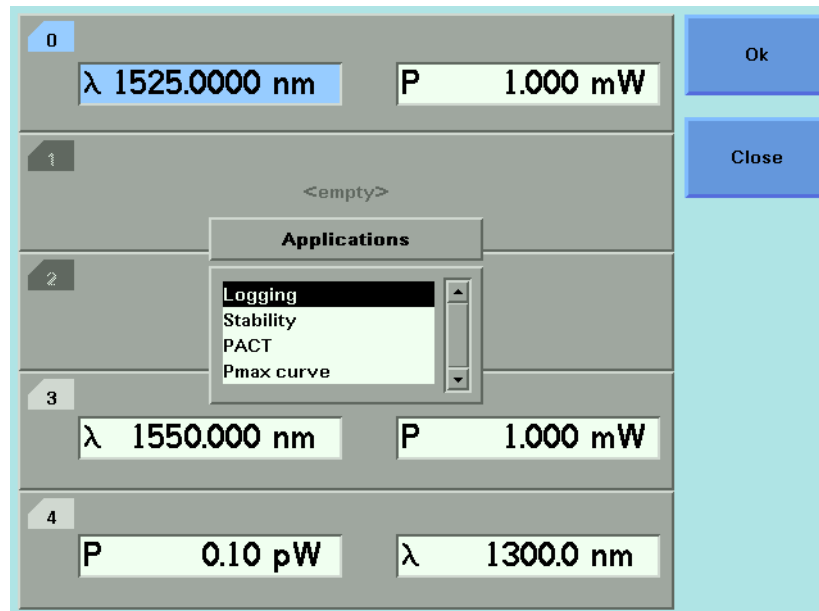 0
λ 1525.0000 nm P 1.000 mW
Ok
1
<empty>
Close
Applications
2
Logging
Stability
PACT
Pmax curve
3
λ 1550.000 nm P 1.000 mW
4
P 0.10 pW λ 1300.0 nm